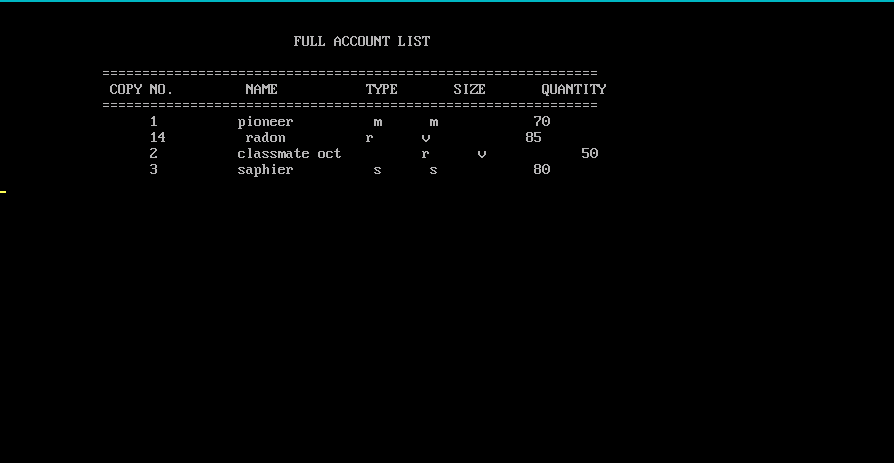 FULL ACCOUNT LIST
==============================================================
COPY NO. NAME TYPE SIZE QUANTITY
==============================================================
1 pioneer m m 70
14 radon r v 85
2 classmate oct r v 50
3 saphier s s 80